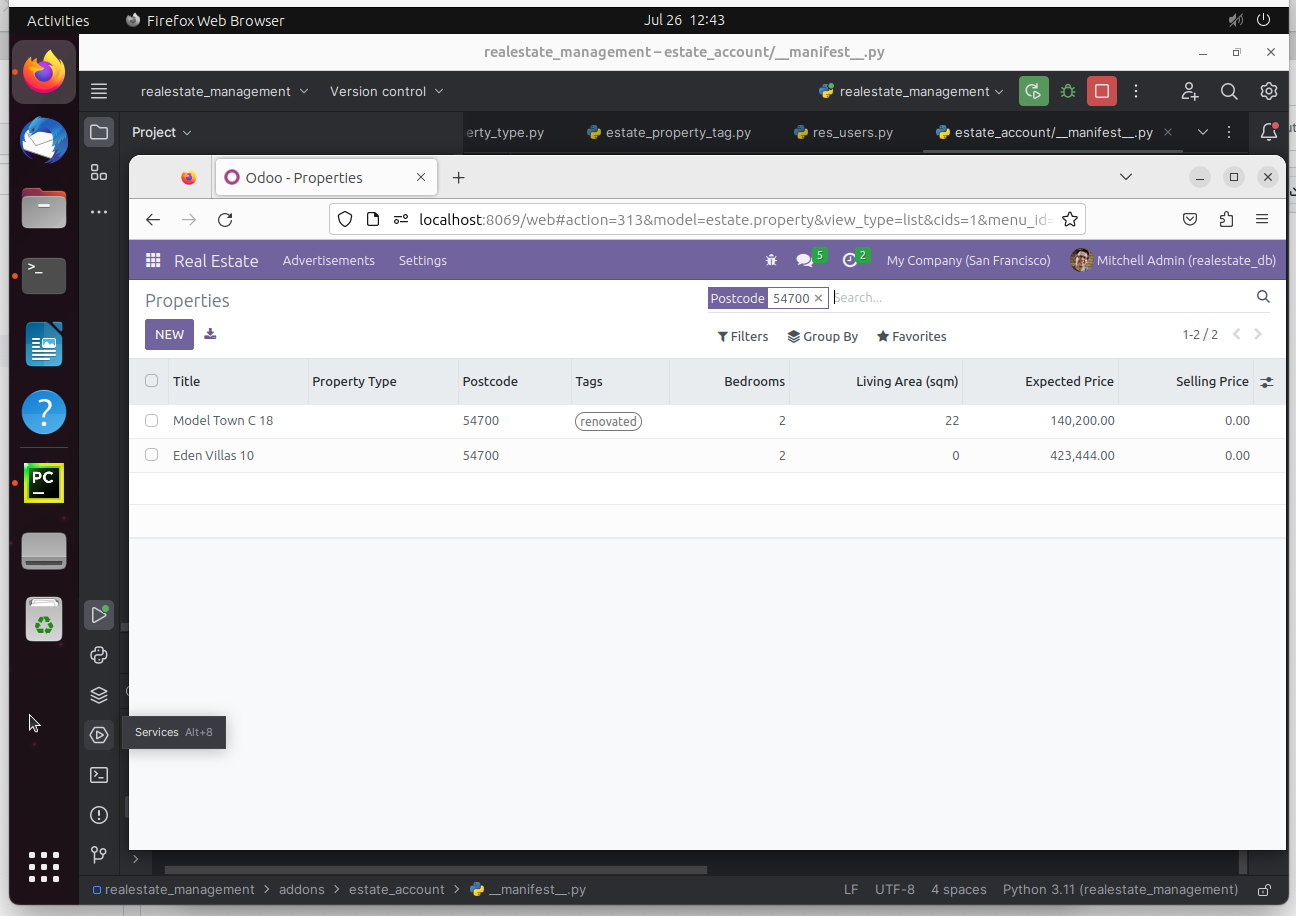 Activities Firefox Web Browser Jul 26 12:43
realestate_management – estate_account/__manifest__.py
realestate_management Version control realestate_management
Project erty_type.py estate_property_tag.py res_users.py estate_account/__manifest__.py
Odoo - Properties
localhost:8069/web#action=313&model=estate.property&view_type=list&cids=1&menu_id=
Real Estate Advertisements Settings 5 2 My Company (San Francisco) Mitchell Admin (realestate_db)
Properties Postcode 54700 Search...
NEW Filters Group By Favorites 1-2 / 2
Title Property Type Postcode Tags Bedrooms Living Area (sqm) Expected Price Selling Price
Model Town C 18 54700 renovated 2 22 140,200.00 0.00
Eden Villas 10 54700 2 0 423,444.00 0.00
PC
Services Alt+8
realestate_management addons estate_account __manifest__.py LF UTF-8 4 spaces Python 3.11 (realestate_management)